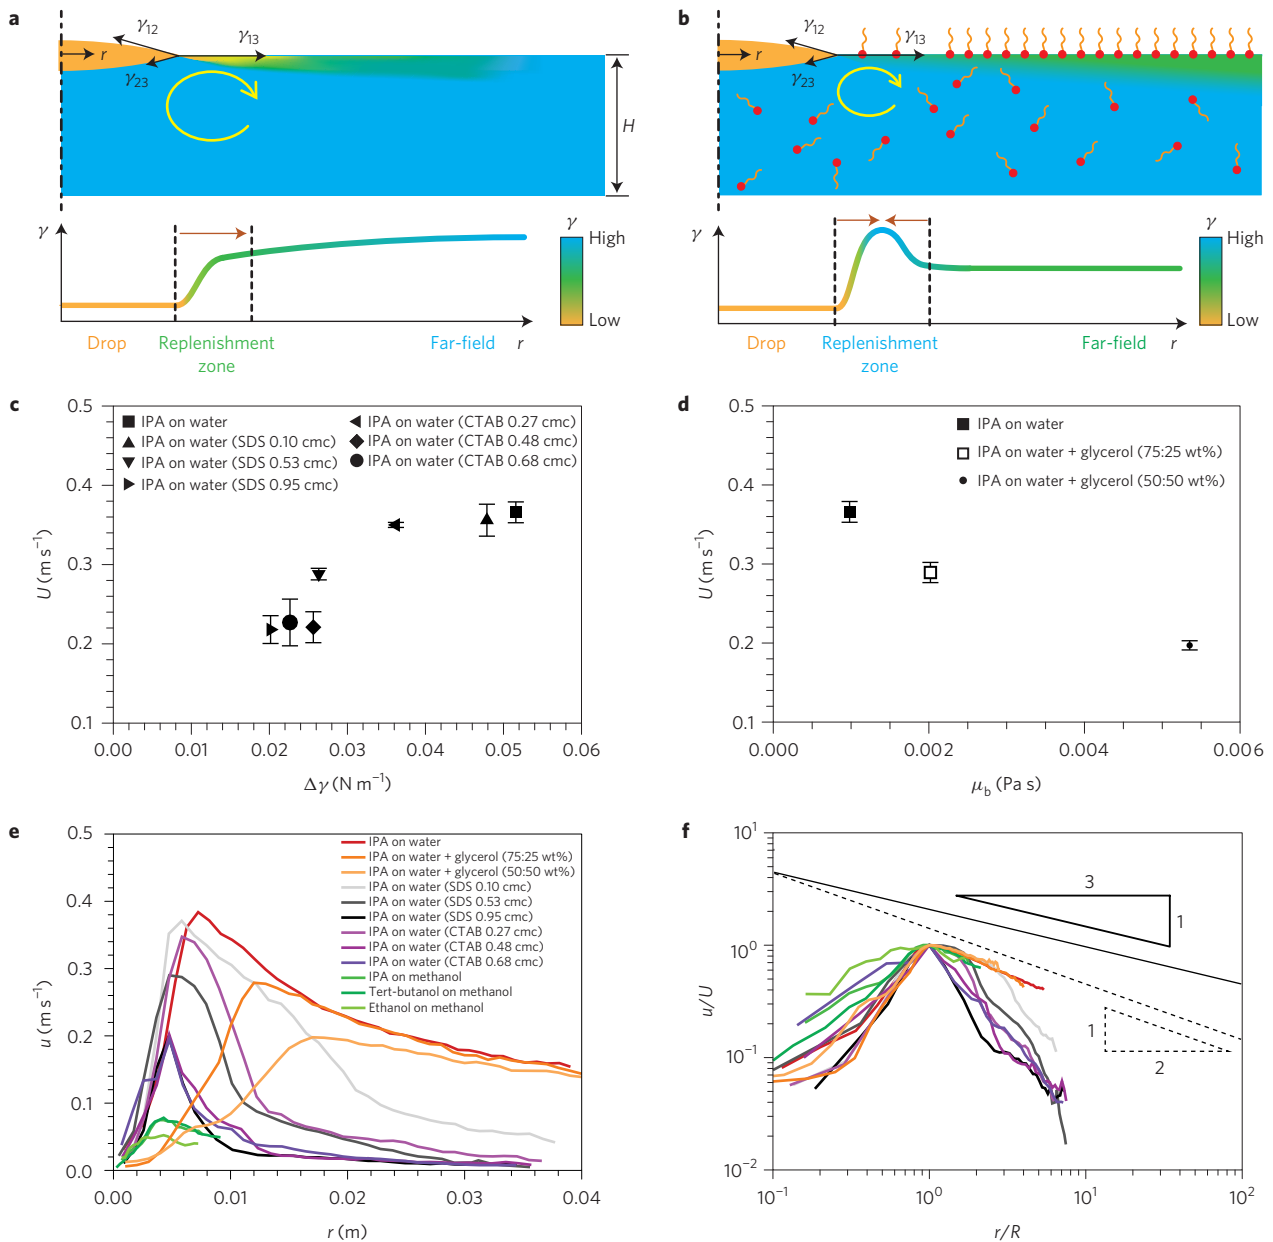 a
γ12
γ13
r
γ23
H
γ
γ
High
Low
Drop
Replenishment zone
Far-field
r
b
γ12
γ13
r
γ23
γ
γ
High
Low
Drop
Replenishment zone
Far-field
r
c
0.5
0.4
0.3
0.2
0.1
U (m s−1)
IPA on water
IPA on water (SDS 0.10 cmc)
IPA on water (SDS 0.53 cmc)
IPA on water (SDS 0.95 cmc)
IPA on water (CTAB 0.27 cmc)
IPA on water (CTAB 0.48 cmc)
IPA on water (CTAB 0.68 cmc)
0.00 0.01 0.02 0.03 0.04 0.05 0.06
Δγ (N m−1)
d
0.5
0.4
0.3
0.2
0.1
U (m s−1)
IPA on water
IPA on water + glycerol (75:25 wt%)
IPA on water + glycerol (50:50 wt%)
0.000 0.002 0.004 0.006
μb (Pa s)
e
0.5
0.4
0.3
0.2
0.1
0.0
u (m s−1)
IPA on water
IPA on water + glycerol (75:25 wt%)
IPA on water + glycerol (50:50 wt%)
IPA on water (SDS 0.10 cmc)
IPA on water (SDS 0.53 cmc)
IPA on water (SDS 0.95 cmc)
IPA on water (CTAB 0.27 cmc)
IPA on water (CTAB 0.48 cmc)
IPA on water (CTAB 0.68 cmc)
IPA on methanol
Tert-butanol on methanol
Ethanol on methanol
0.00 0.01 0.02 0.03 0.04
r (m)
f
10^1
10^0
10^−1
10^−2
u/U
3
1
1
2
10^−1 10^0 10^1 10^2
r/R